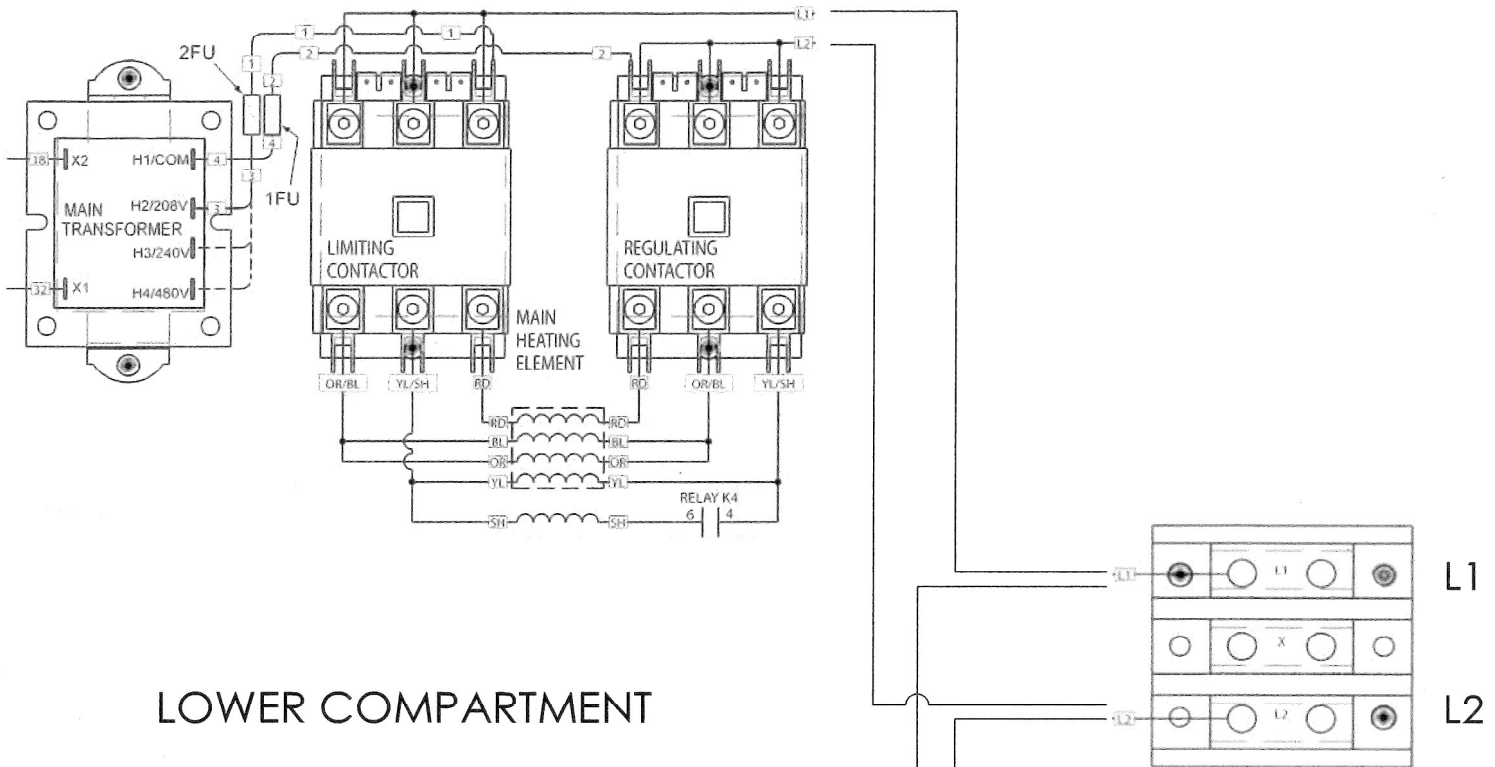 L1
1
1
L2
2
2
2FU
1
2
4
18
X2
H1/COM
4
3
1FU
MAIN
TRANSFORMER
H2/208V
3
H3/240V
32
X1
H4/480V
LIMITING
CONTACTOR
REGULATING
CONTACTOR
MAIN
HEATING
ELEMENT
OR/BL
YL/SH
RD
RD
OR/BL
YL/SH
RD
RD
BL
BL
OR
OR
YL
YL
RELAY K4
6
4
SH
SH
L1
L1
L1
X
LOWER COMPARTMENT
L2
L2
L2